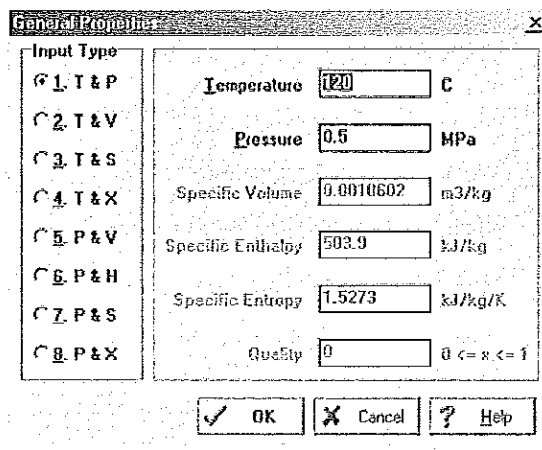 General Properties
Input Type
1. T & P
2. T & V
3. T & S
4. T & X
5. P & V
6. P & H
7. P & S
8. P & X
Temperature 120 C
Pressure 0.5 MPa
Specific Volume 0.0010602 m3/kg
Specific Enthalpy 503.9 kJ/kg
Specific Entropy 1.5273 kJ/kg/K
Quality 0 0 <= x <= 1
OK
Cancel
? Help